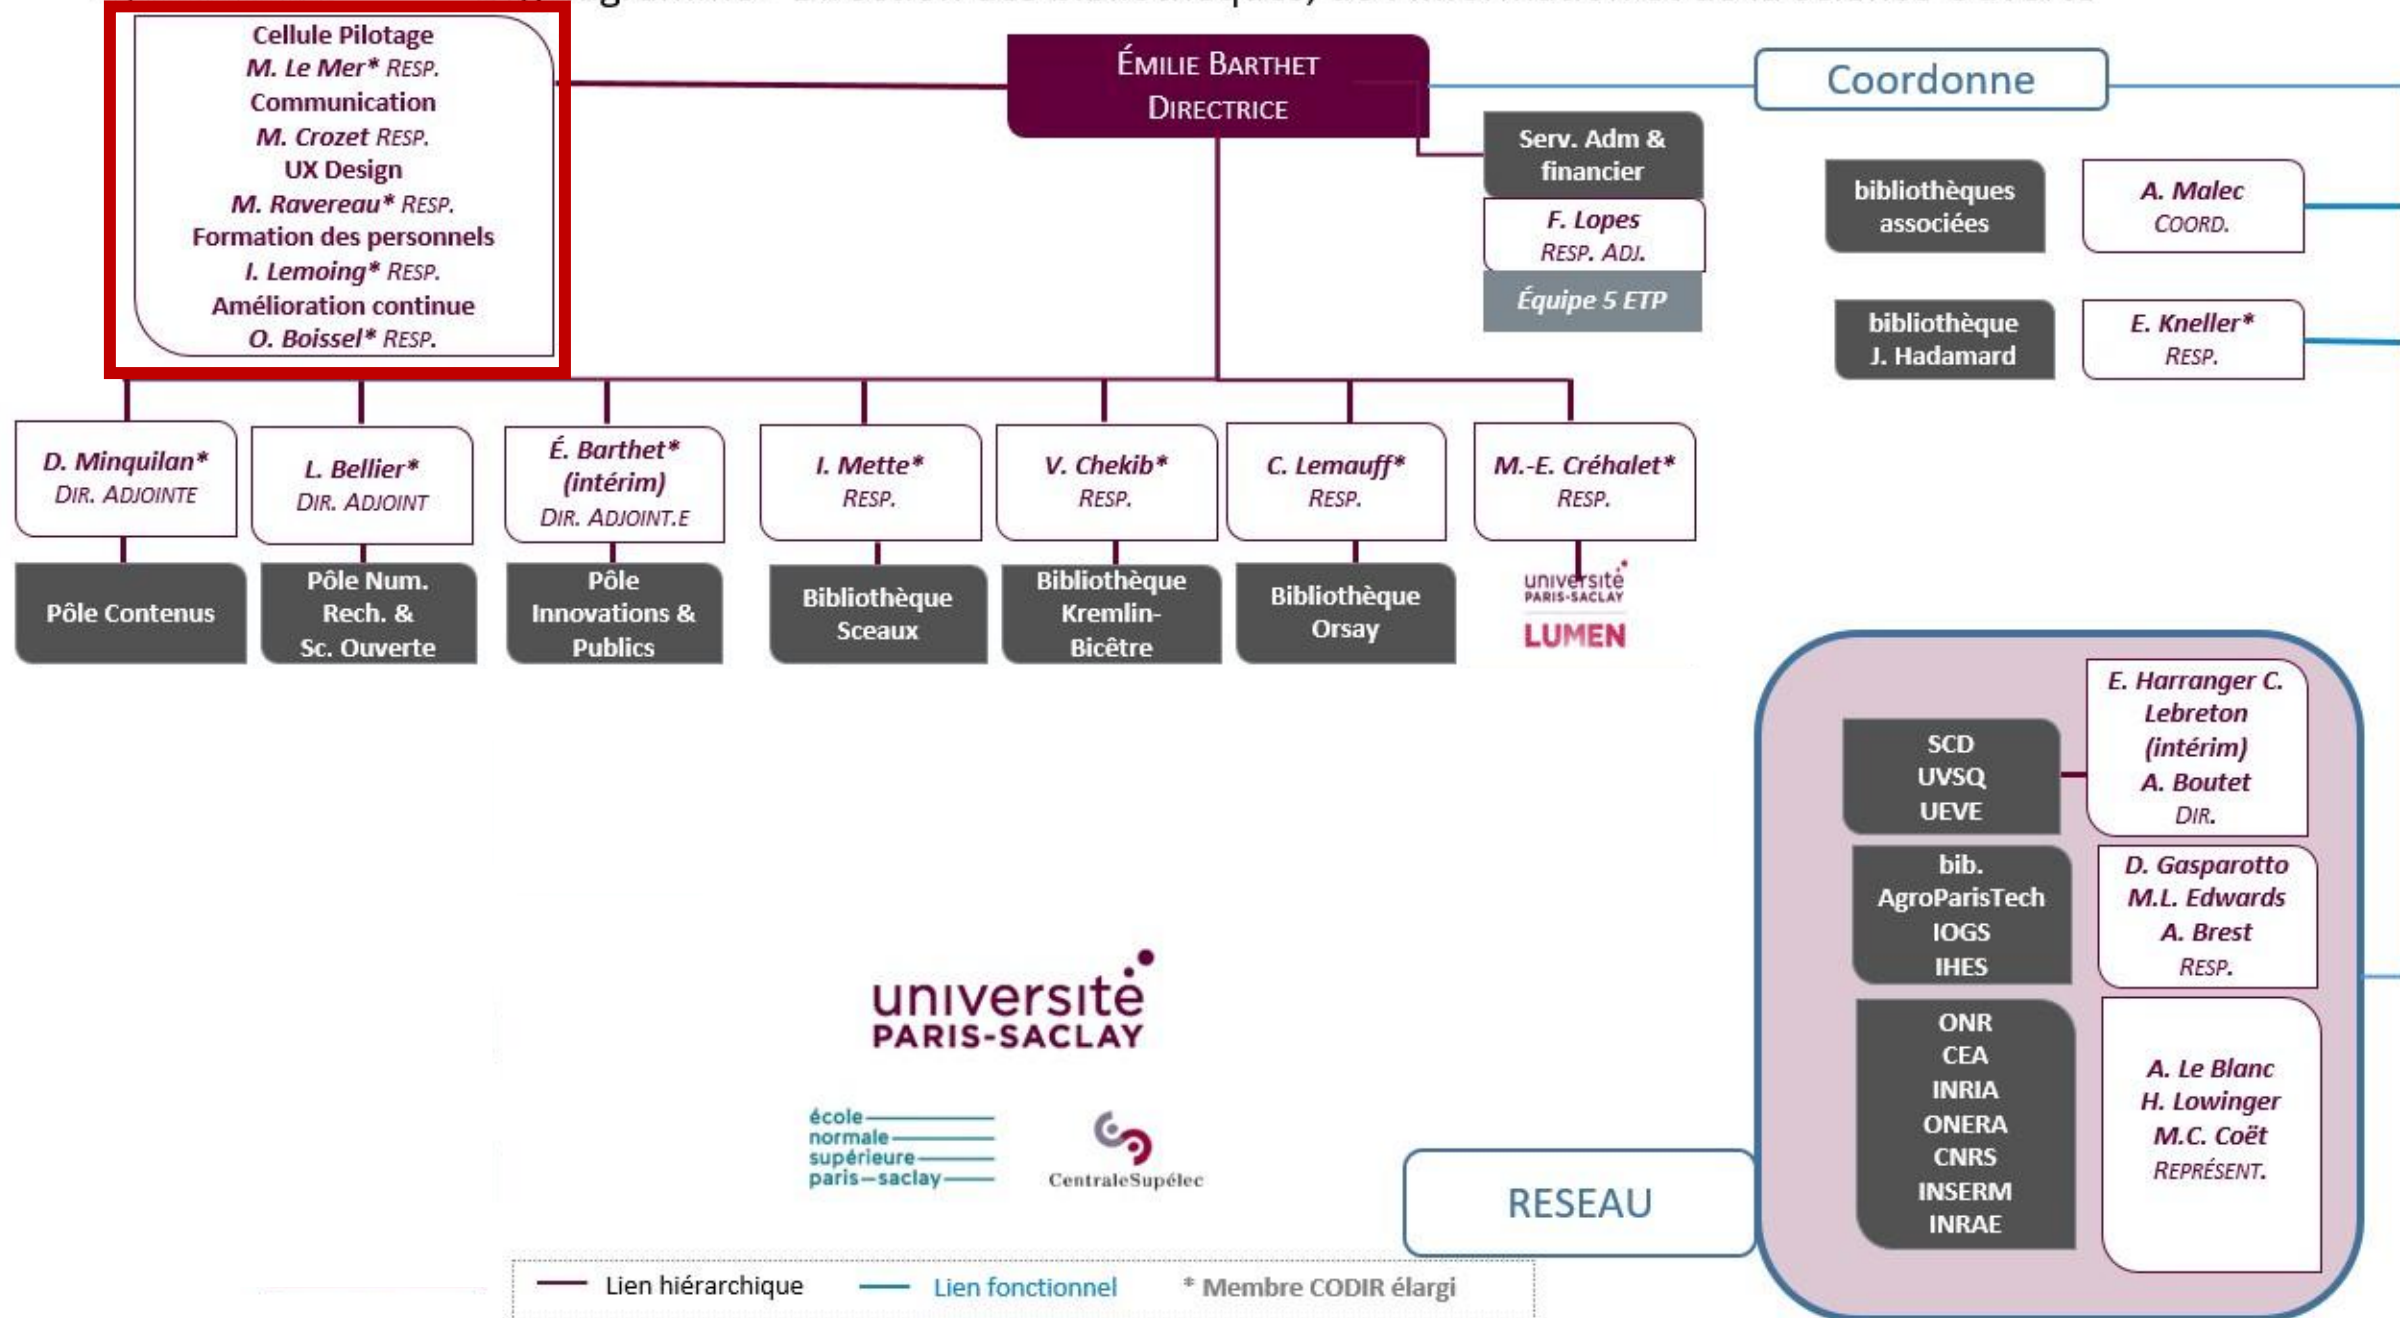 Cellule Pilotage
M. Le Mer* RESP.
Communication
M. Crozet RESP.
UX Design
M. Ravereau* RESP.
Formation des personnels
I. Lemoing* RESP.
Amélioration continue
O. Boissel* RESP.
ÉMILIE BARTHET
DIRECTRICE
Coordonne
Serv. Adm &
financier
F. Lopes
RESP. ADJ.
Équipe 5 ETP
bibliothèques
associées
A. Malec
COORD.
bibliothèque
J. Hadamard
E. Kneller*
RESP.
D. Minquilan*
DIR. ADJOINTE
L. Bellier*
DIR. ADJOINT
É. Barthet*
(intérim)
DIR. ADJOINT.E
I. Mette*
RESP.
V. Chekib*
RESP.
C. Lemauff*
RESP.
M.-E. Créhalet*
RESP.
Pôle Contenus
Pôle Num.
Rech. &
Sc. Ouverte
Pôle
Innovations &
Publics
Bibliothèque
Sceaux
Bibliothèque
Kremlin-
Bicêtre
Bibliothèque
Orsay
université
PARIS-SACLAY
LUMEN
SCD
UVSQ
UEVE
E. Harranger C.
Lebreton
(intérim)
A. Boutet
DIR.
bib.
AgroParisTech
IOGS
IHES
D. Gasparotto
M.L. Edwards
A. Brest
RESP.
ONR
CEA
INRIA
ONERA
CNRS
INSERM
INRAE
A. Le Blanc
H. Lowinger
M.C. Coët
REPRÉSENT.
université
PARIS-SACLAY
école
normale
supérieure
paris-saclay
CentraleSupélec
RESEAU
Lien hiérarchique
Lien fonctionnel
* Membre CODIR élargi